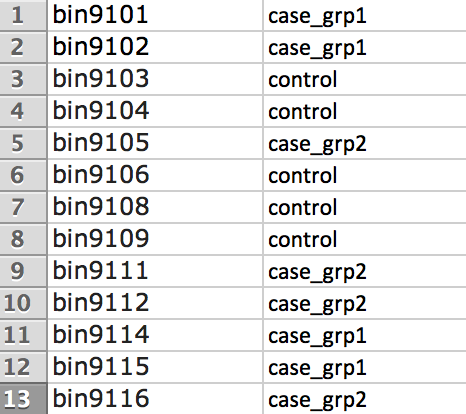 1 bin9101 case_grp1
2 bin9102 case_grp1
3 bin9103 control
4 bin9104 control
5 bin9105 case_grp2
6 bin9106 control
7 bin9108 control
8 bin9109 control
9 bin9111 case_grp2
10 bin9112 case_grp2
11 bin9114 case_grp1
12 bin9115 case_grp1
13 bin9116 case_grp2